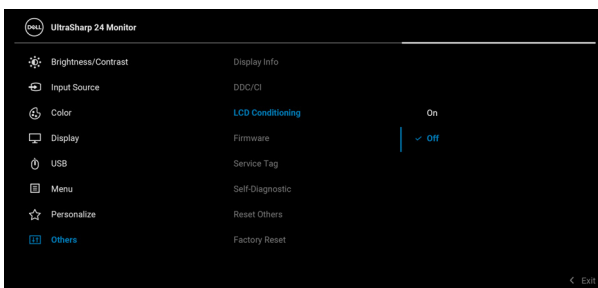 DELL UltraSharp 24 Monitor
Brightness/Contrast
Input Source
Color
Display
USB
Menu
Personalize
Others
Display Info
DDC/CI
LCD Conditioning
Firmware
Service Tag
Self-Diagnostic
Reset Others
Factory Reset
On
Off
Exit